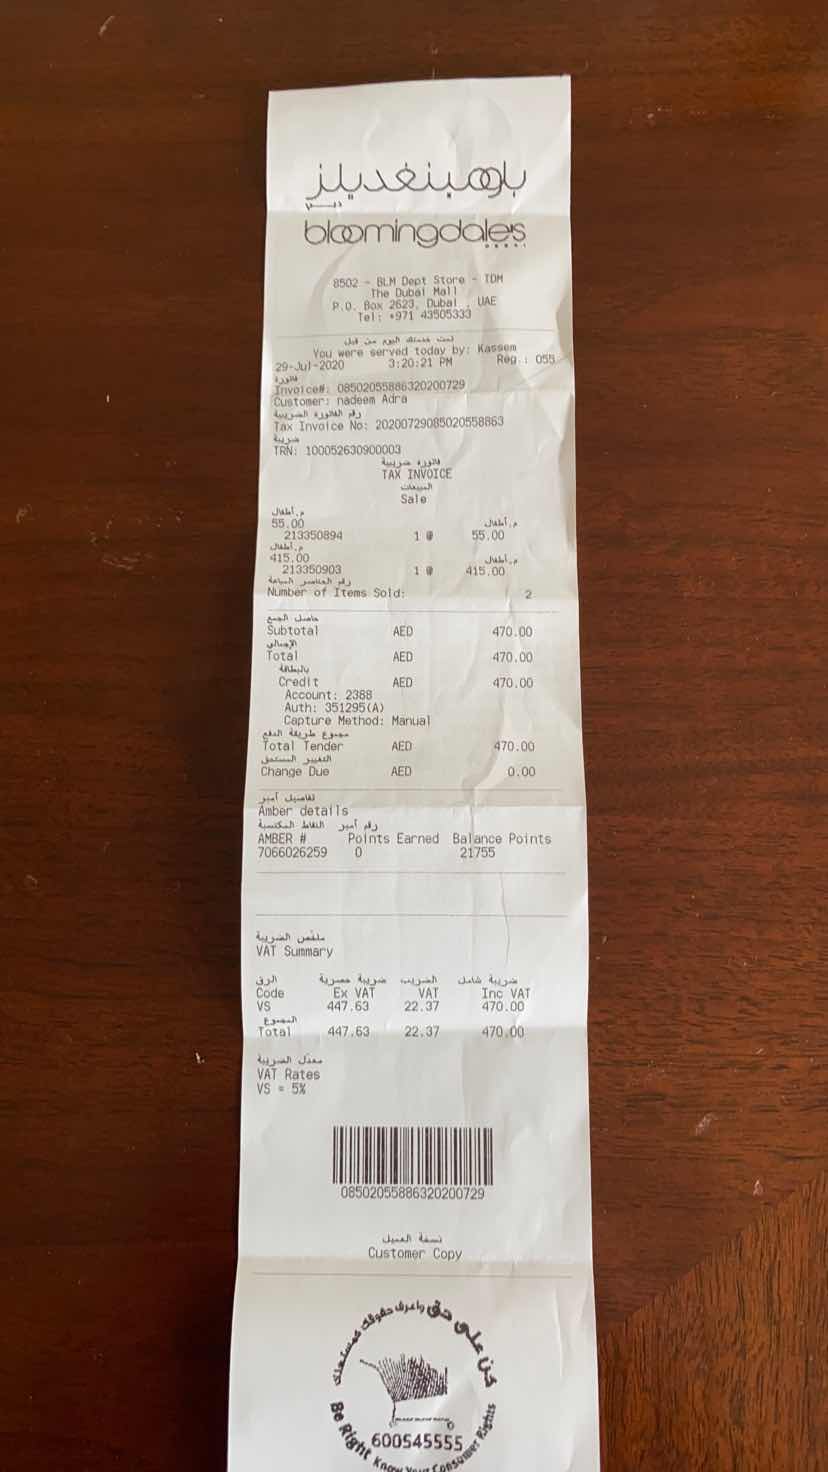 بلومينغديلز
دبي
bloomingdale's
DUBAI
8502 - BLM Dept Store - TDM
The Dubai Mall
P.O. Box 2623, Dubai , UAE
Tel: +971 43505333
تمت خدمتك اليوم من قبل
You were served today by: Kassem
29-Jul-2020 3:20:21 PM Reg.: 055
فاتورة
Invoice#: 08502055886320200729
Customer: nadeem Adra
رقم الفاتورة الضريبية
Tax Invoice No: 20200729085020558863
ضريبة
TRN: 100052630900003
فاتورة ضريبية
TAX INVOICE
المبيعات
Sale
م.أطفال م.أطفال
55.00
213350894 1 @ 55.00
م.أطفال م.أطفال
415.00
213350903 1 @ 415.00
رقم العناصر المباعة
Number of Items Sold: 2
حاصل الجمع
Subtotal AED 470.00
الإجمالي
Total AED 470.00
بالبطاقة
Credit AED 470.00
Account: 2388
Auth: 351295(A)
Capture Method: Manual
مجموع طريقة الدفع
Total Tender AED 470.00
التغيير المستحق
Change Due AED 0.00
تفاصيل أمبر
Amber details
رقم أمبر النقاط المكتسبة
AMBER # Points Earned Balance Points
7066026259 0 21755
ملخص الضريبة
VAT Summary
الرق ضريبة حصرية الضريب ضريبة شامل
Code Ex VAT VAT Inc VAT
VS 447.63 22.37 470.00
المجموع
Total 447.63 22.37 470.00
معدل الضريبة
VAT Rates
VS = 5%
08502055886320200729
نسخة العميل
Customer Copy
كن على حق واعرف حقوقك كمستهلك
600545555
Be Right Know Your Consumer Rights